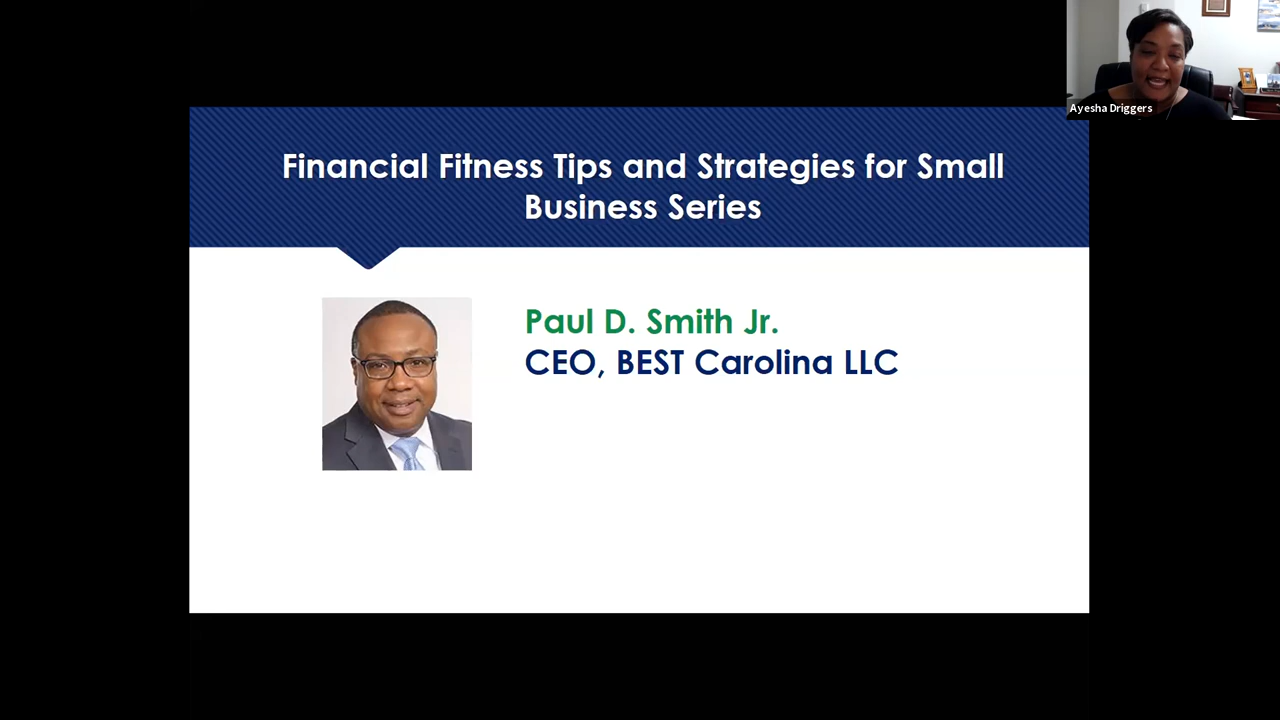 Ayesha Driggers
Financial Fitness Tips and Strategies for Small
Business Series
Paul D. Smith Jr.
CEO, BEST Carolina LLC